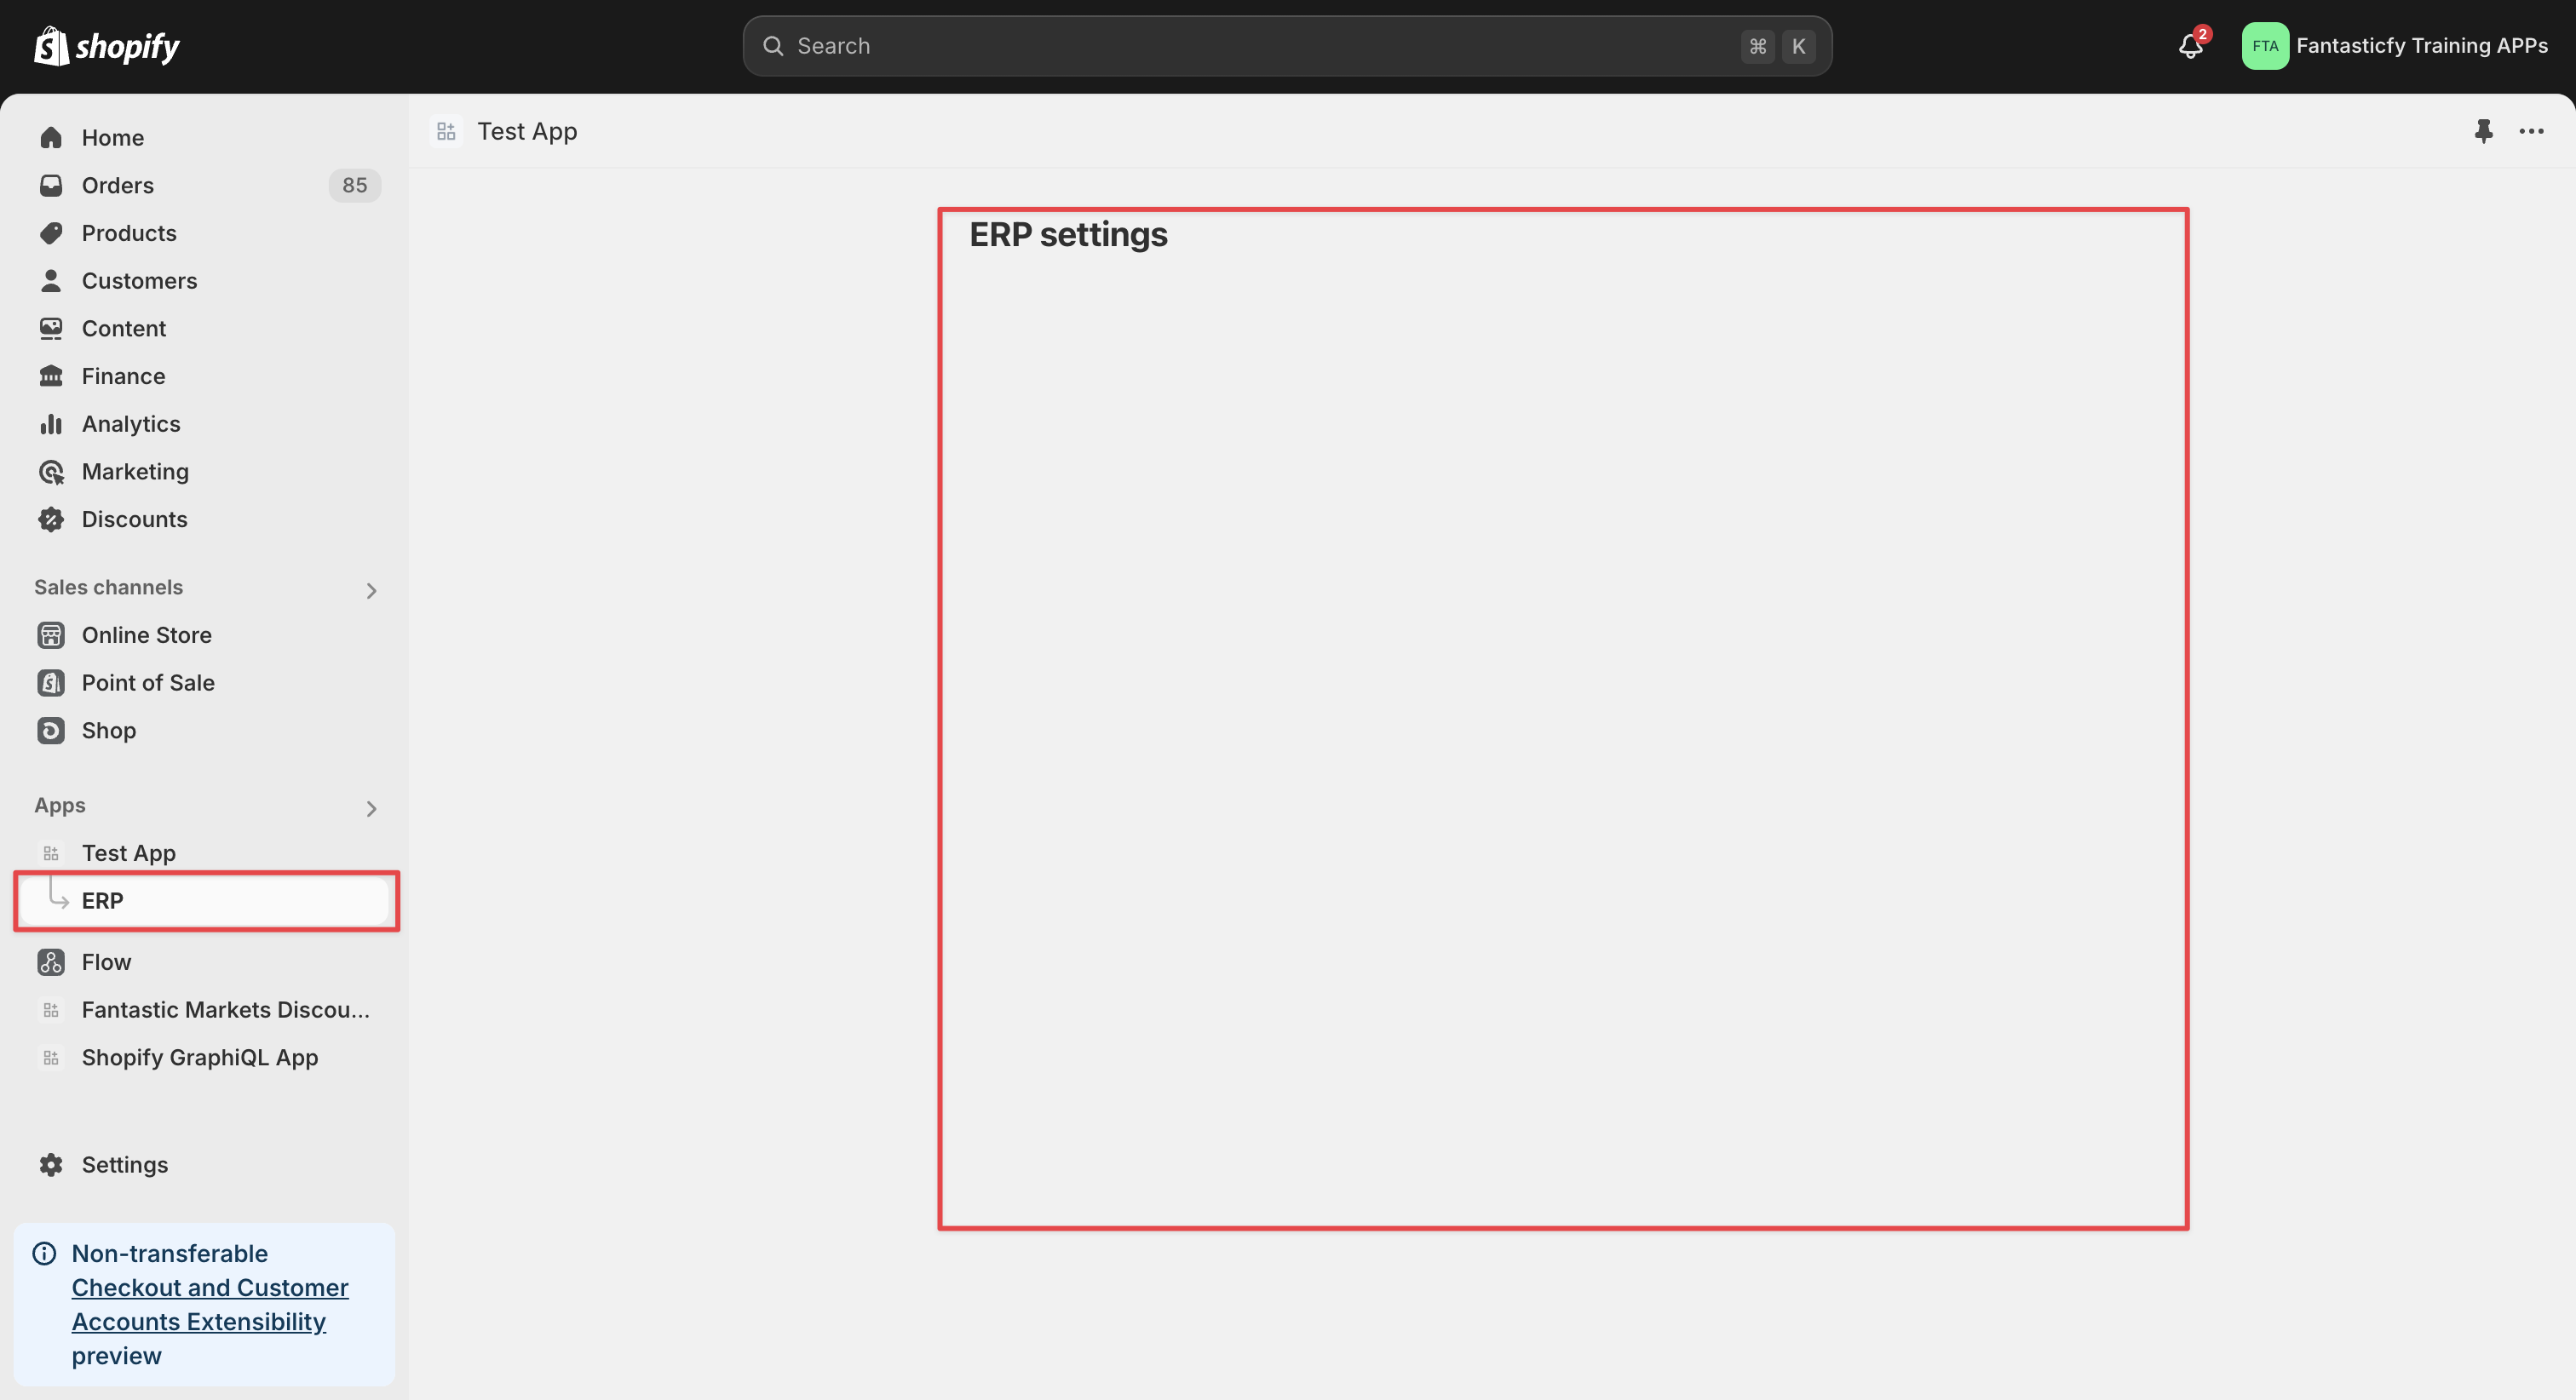 shopify
Search
⌘ K
2
FTA
Fantasticfy Training APPs
Home
Orders
85
Products
Customers
Content
Finance
Analytics
Marketing
Discounts
Sales channels
Online Store
Point of Sale
Shop
Apps
Test App
ERP
Flow
Fantastic Markets Discou...
Shopify GraphiQL App
Settings
Non-transferable
Checkout and Customer
Accounts Extensibility
preview
Test App
ERP settings